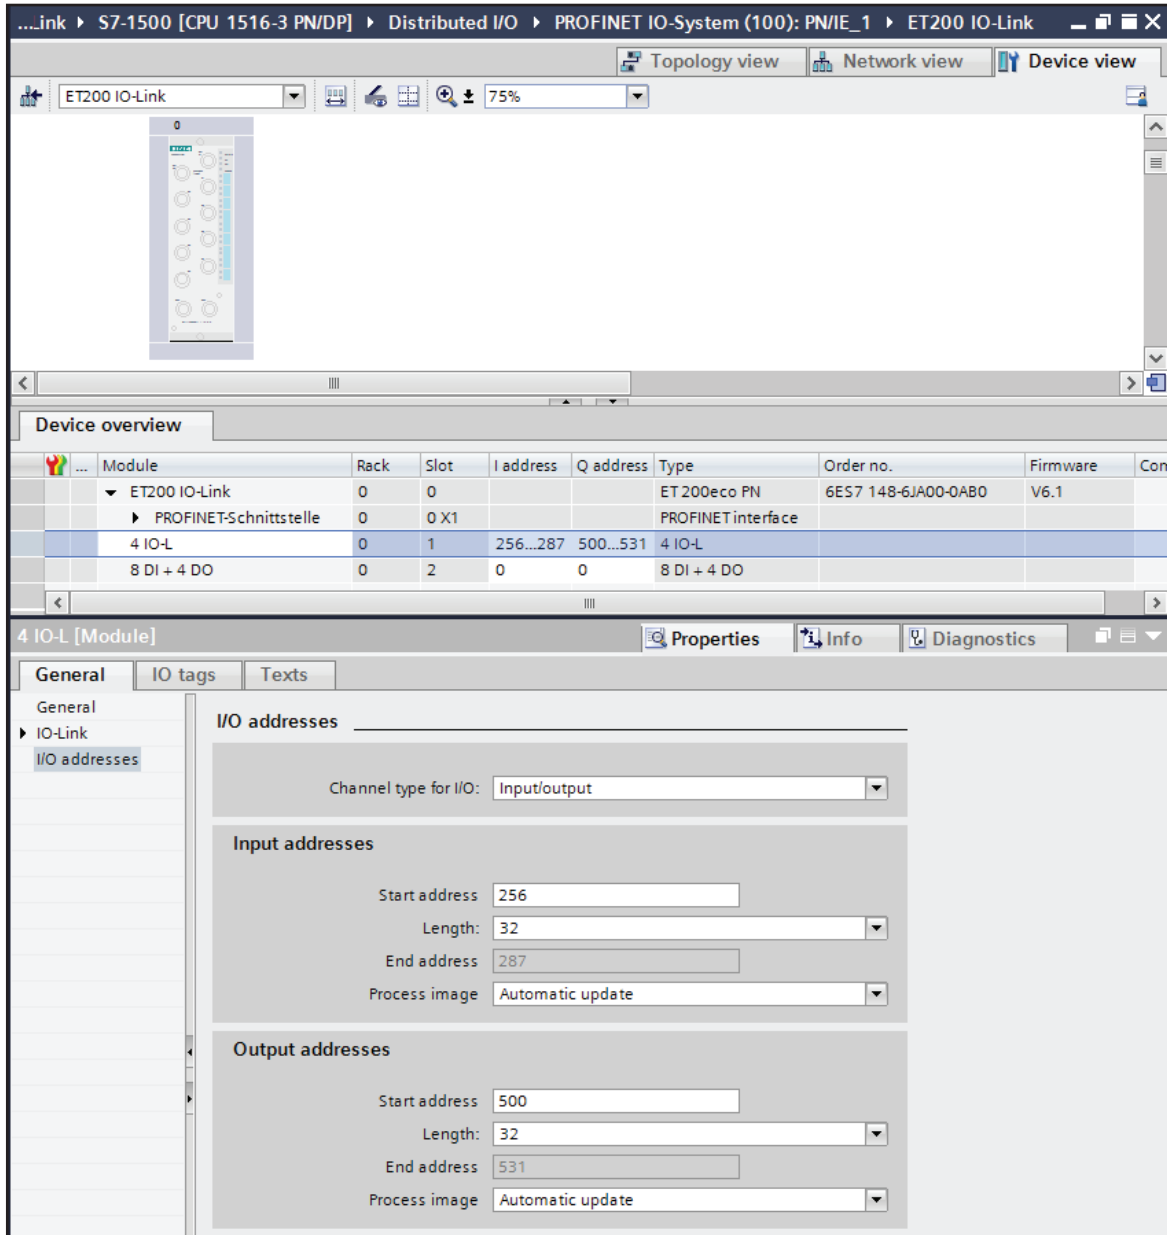 ...Link ▸ S7-1500 [CPU 1516-3 PN/DP] ▸ Distributed I/O ▸ PROFINET IO-System (100): PN/IE_1 ▸ ET200 IO-Link
Topology view Network view Device view
ET200 IO-Link 75%
0
Device overview
... Module Rack Slot I address Q address Type Order no. Firmware Con
ET200 IO-Link 0 0 ET 200eco PN 6ES7 148-6JA00-0AB0 V6.1
PROFINET-Schnittstelle 0 0 X1 PROFINET interface
4 IO-L 0 1 256...287 500...531 4 IO-L
8 DI + 4 DO 0 2 0 0 8 DI + 4 DO
4 IO-L [Module] Properties Info Diagnostics
General IO tags Texts
General
IO-Link
I/O addresses
I/O addresses
Channel type for I/O: Input/output
Input addresses
Start address 256
Length: 32
End address 287
Process image Automatic update
Output addresses
Start address 500
Length: 32
End address 531
Process image Automatic update